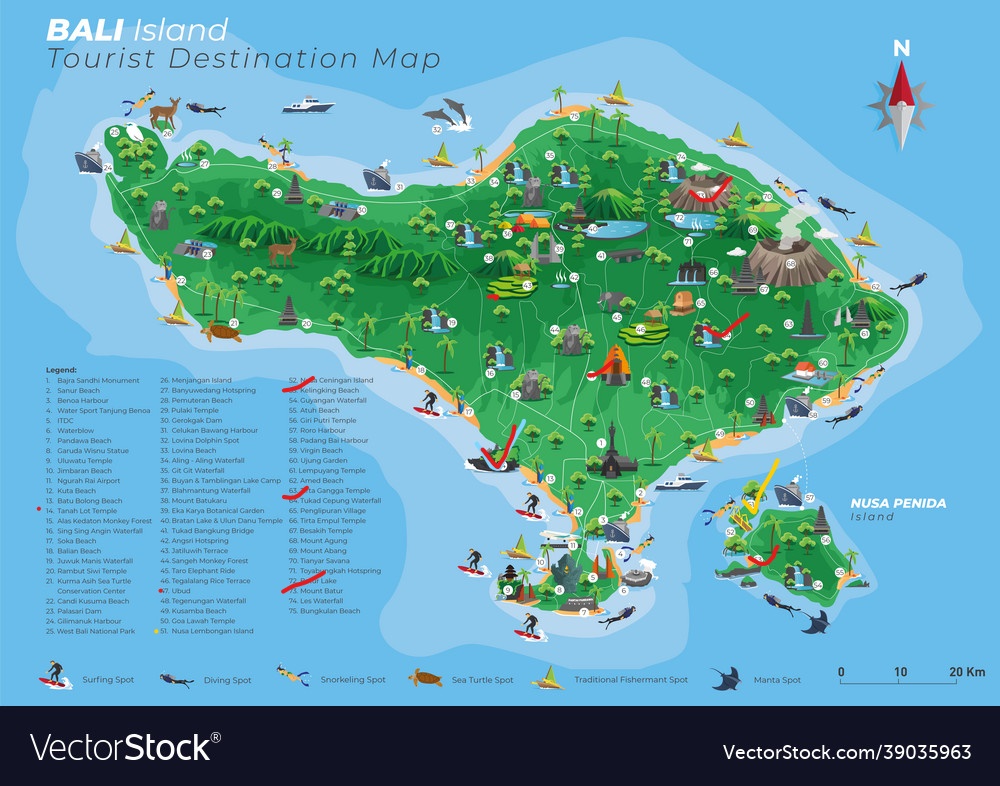 BALI Island
Tourist Destination Map
N
Legend:
1. Bajra Sandhi Monument
2. Sanur Beach
3. Benoa Harbour
4. Water Sport Tanjung Benoa
5. ITDC
6. Waterblow
7. Pandawa Beach
8. Garuda Wisnu Statue
9. Uluwatu Temple
10. Jimbaran Beach
11. Ngurah Rai Airport
12. Kuta Beach
13. Batu Bolong Beach
14. Tanah Lot Temple
15. Alas Kedaton Monkey Forest
16. Sing Sing Angin Waterfall
17. Soka Beach
18. Balian Beach
19. Juwuk Manis Waterfall
20. Rambut Siwi Temple
21. Kurma Asih Sea Turtle
Conservation Center
22. Candi Kusuma Beach
23. Palasari Dam
24. Gilimanuk Harbour
25. West Bali National Park
26. Menjangan Island
27. Banyuwedang Hotspring
28. Pemuteran Beach
29. Pulaki Temple
30. Gerokgak Dam
31. Celukan Bawang Harbour
32. Lovina Dolphin Spot
33. Lovina Beach
34. Aling - Aling Waterfall
35. Git Git Waterfall
36. Buyan & Tamblingan Lake Camp
37. Blahmantung Waterfall
38. Mount Batukaru
39. Eka Karya Botanical Garden
40. Bratan Lake & Ulun Danu Temple
41. Tukad Bangkung Bridge
42. Angsri Hotspring
43. Jatiluwih Terrace
44. Sangeh Monkey Forest
45. Taro Elephant Ride
46. Tegalalang Rice Terrace
47. Ubud
48. Tegenungan Waterfall
49. Kusamba Beach
50. Goa Lawah Temple
51. Nusa Lembongan Island
52. Ceningan Island
Kelingking Beach
54. Guyangan Waterfall
55. Atuh Beach
56. Giri Putri Temple
57. Roro Harbour
58. Padang Bai Harbour
59. Virgin Beach
60. Ujung Garden
61. Lempuyang Temple
62. Amed Beach
63. Gangga Temple
Tukad Cepung Waterfall
65. Penglipuran Village
66. Tirta Empul Temple
67. Besakih Temple
68. Mount Agung
69. Mount Abang
70. Tianyar Savana
71. Hotspring
72. Lake
73. Mount Batur
74. Les Waterfall
75. Bungkulan Beach
NUSA PENIDA
Island
Surfing Spot
Diving Spot
Snorkeling Spot
Sea Turtle Spot
Traditional Fishermant Spot
Manta Spot
0 10 20 Km
VectorStock®
VectorStock.com/39035963